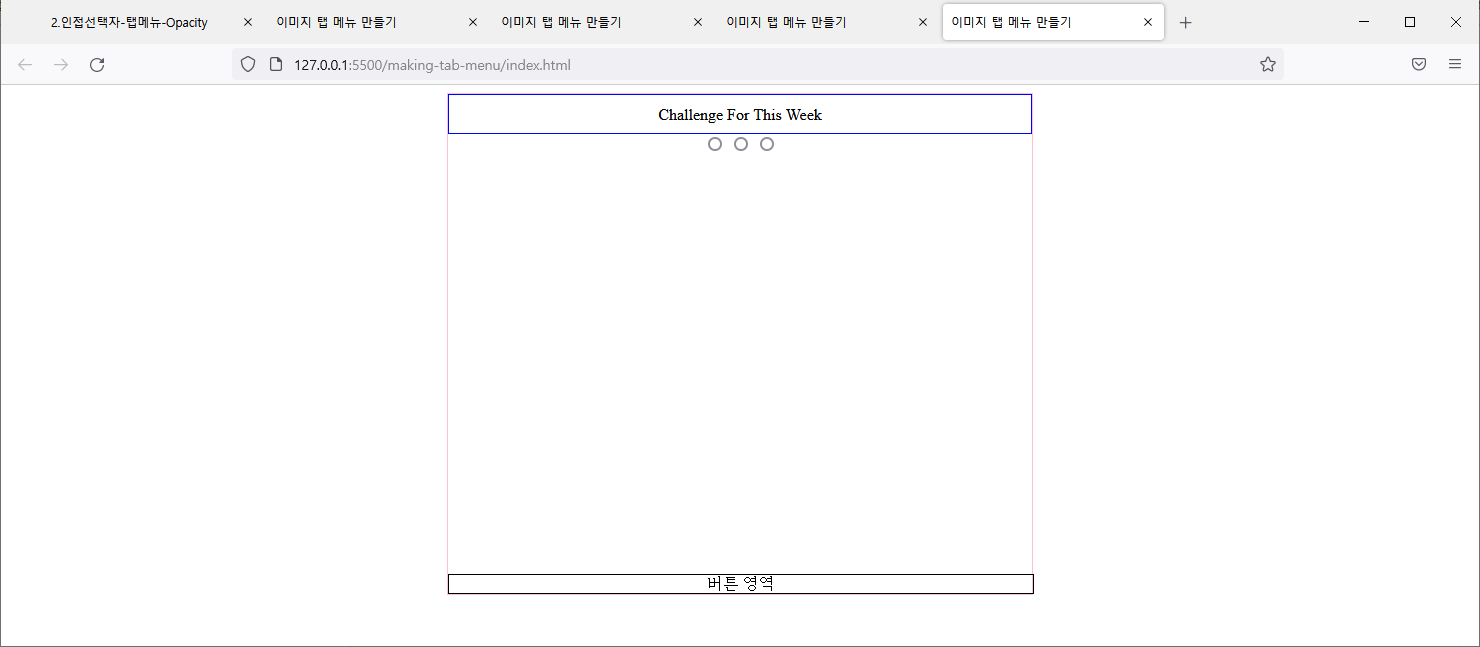 2.인접선택자-탭메뉴-Opacity
이미지 탭 메뉴 만들기
이미지 탭 메뉴 만들기
이미지 탭 메뉴 만들기
이미지 탭 메뉴 만들기
127.0.0.1:5500/making-tab-menu/index.html
Challenge For This Week
버튼 영역